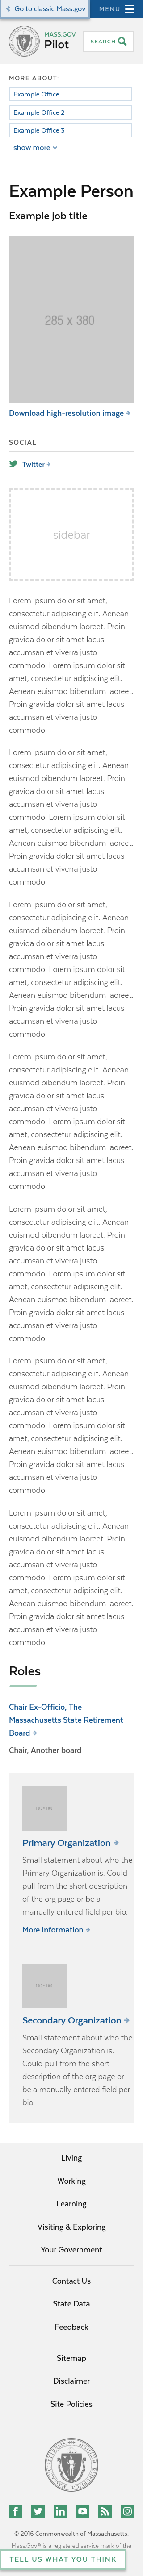 Go to classic Mass.gov
MENU
MASS.GOV
Pilot
SEARCH
MORE ABOUT:
Example Office
Example Office 2
Example Office 3
show more
Example Person
Example job title
285 x 380
Download high-resolution image
SOCIAL
Twitter
sidebar
Lorem ipsum dolor sit amet,
consectetur adipiscing elit. Aenean
euismod bibendum laoreet. Proin
gravida dolor sit amet lacus
accumsan et viverra justo
commodo. Lorem ipsum dolor sit
amet, consectetur adipiscing elit.
Aenean euismod bibendum laoreet.
Proin gravida dolor sit amet lacus
accumsan et viverra justo
commodo.
Lorem ipsum dolor sit amet,
consectetur adipiscing elit. Aenean
euismod bibendum laoreet. Proin
gravida dolor sit amet lacus
accumsan et viverra justo
commodo. Lorem ipsum dolor sit
amet, consectetur adipiscing elit.
Aenean euismod bibendum laoreet.
Proin gravida dolor sit amet lacus
accumsan et viverra justo
commodo.
Lorem ipsum dolor sit amet,
consectetur adipiscing elit. Aenean
euismod bibendum laoreet. Proin
gravida dolor sit amet lacus
accumsan et viverra justo
commodo. Lorem ipsum dolor sit
amet, consectetur adipiscing elit.
Aenean euismod bibendum laoreet.
Proin gravida dolor sit amet lacus
accumsan et viverra justo
commodo.
Lorem ipsum dolor sit amet,
consectetur adipiscing elit. Aenean
euismod bibendum laoreet. Proin
gravida dolor sit amet lacus
accumsan et viverra justo
commodo. Lorem ipsum dolor sit
amet, consectetur adipiscing elit.
Aenean euismod bibendum laoreet.
Proin gravida dolor sit amet lacus
accumsan et viverra justo
commodo.
Lorem ipsum dolor sit amet,
consectetur adipiscing elit. Aenean
euismod bibendum laoreet. Proin
gravida dolor sit amet lacus
accumsan et viverra justo
commodo. Lorem ipsum dolor sit
amet, consectetur adipiscing elit.
Aenean euismod bibendum laoreet.
Proin gravida dolor sit amet lacus
accumsan et viverra justo
commodo.
Lorem ipsum dolor sit amet,
consectetur adipiscing elit. Aenean
euismod bibendum laoreet. Proin
gravida dolor sit amet lacus
accumsan et viverra justo
commodo. Lorem ipsum dolor sit
amet, consectetur adipiscing elit.
Aenean euismod bibendum laoreet.
Proin gravida dolor sit amet lacus
accumsan et viverra justo
commodo.
Lorem ipsum dolor sit amet,
consectetur adipiscing elit. Aenean
euismod bibendum laoreet. Proin
gravida dolor sit amet lacus
accumsan et viverra justo
commodo. Lorem ipsum dolor sit
amet, consectetur adipiscing elit.
Aenean euismod bibendum laoreet.
Proin gravida dolor sit amet lacus
accumsan et viverra justo
commodo.
Roles
Chair Ex-Officio, The
Massachusetts State Retirement
Board
Chair, Another board
Primary Organization
Small statement about who the
Primary Organization is. Could
pull from the short description
of the org page or be a
manually entered field per bio.
More Information
Secondary Organization
Small statement about who the
Secondary Organization is.
Could pull from the short
description of the org page or
be a manually entered field per
bio.
Living
Working
Learning
Visiting & Exploring
Your Government
Contact Us
State Data
Feedback
Sitemap
Disclaimer
Site Policies
© 2016 Commonwealth of Massachusetts.
Mass.Gov® is a registered service mark of the
TELL US WHAT YOU THINK